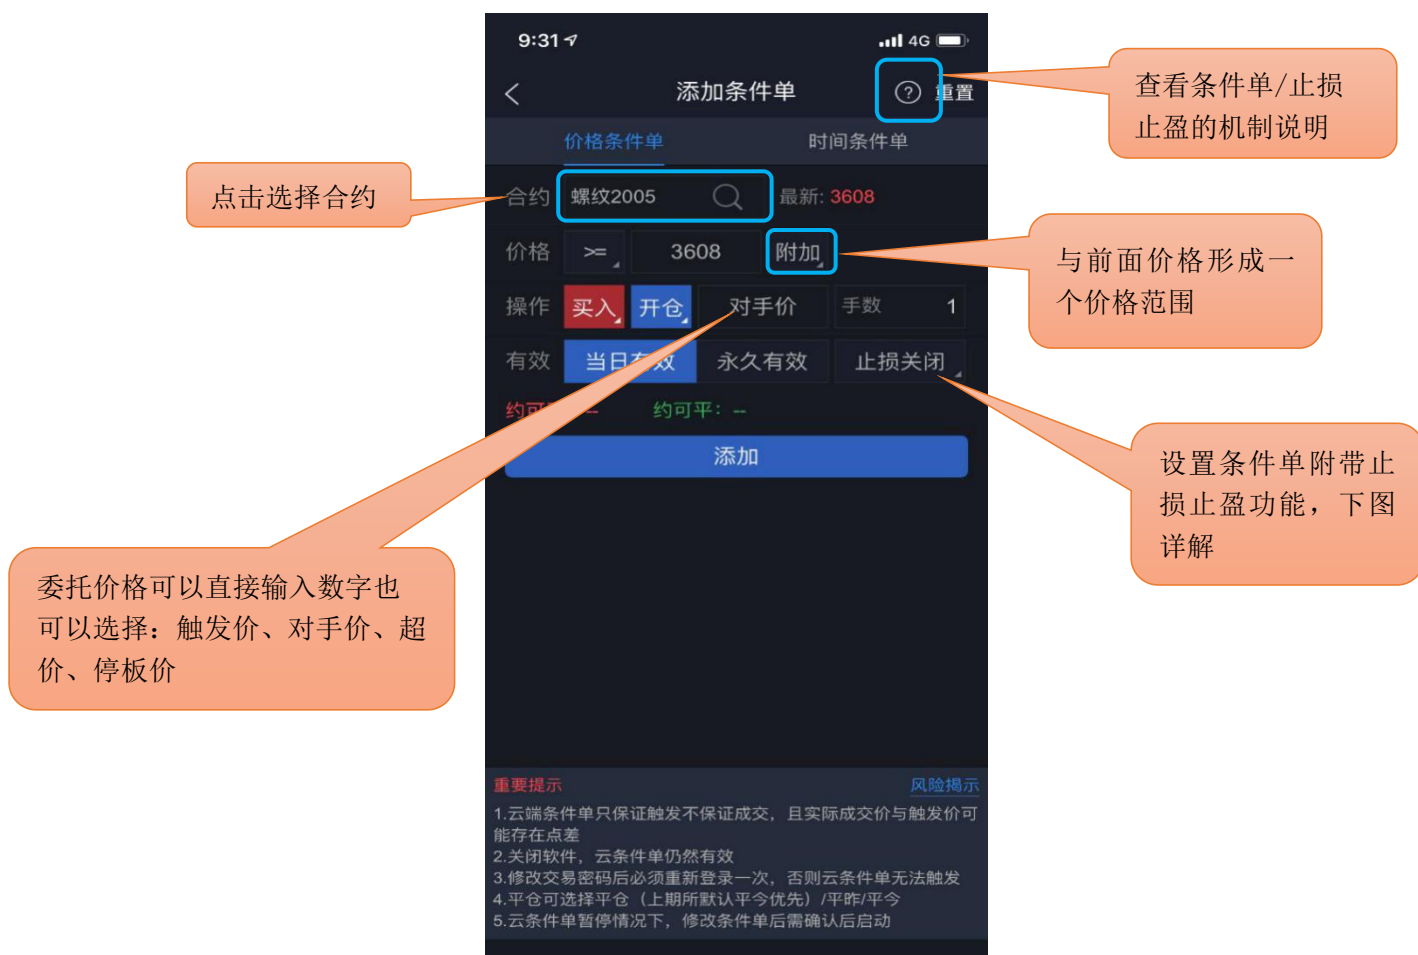 9:31
4G
添加条件单
重置
价格条件单
时间条件单
合约
螺纹2005
最新: 3608
价格
>=
3608
附加
操作
买入
开仓
对手价
手数
1
有效
当日有效
永久有效
止损关闭
约可
--
约可平: --
添加
重要提示
风险揭示
1.云端条件单只保证触发不保证成交，且实际成交价与触发价可
能存在点差
2.关闭软件，云条件单仍然有效
3.修改交易密码后必须重新登录一次，否则云条件单无法触发
4.平仓可选择平仓（上期所默认平今优先）/平昨/平今
5.云条件单暂停情况下，修改条件单后需确认后启动
查看条件单/止损
止盈的机制说明
点击选择合约
与前面价格形成一
个价格范围
设置条件单附带止
损止盈功能，下图
详解
委托价格可以直接输入数字也
可以选择：触发价、对手价、超
价、停板价